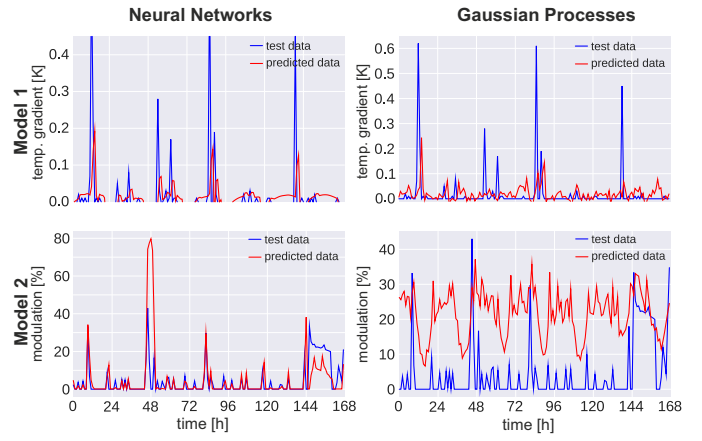 Neural Networks
Gaussian Processes
Model 1
temp. gradient [K]
0.4
0.3
0.2
0.1
0.0
test data
predicted data
temp. gradient [K]
0.6
0.5
0.4
0.3
0.2
0.1
0.0
test data
predicted data
Model 2
modulation [%]
80
60
40
20
0
test data
predicted data
0 24 48 72 96 120 144 168
time [h]
modulation [%]
40
30
20
10
0
test data
predicted data
0 24 48 72 96 120 144 168
time [h]